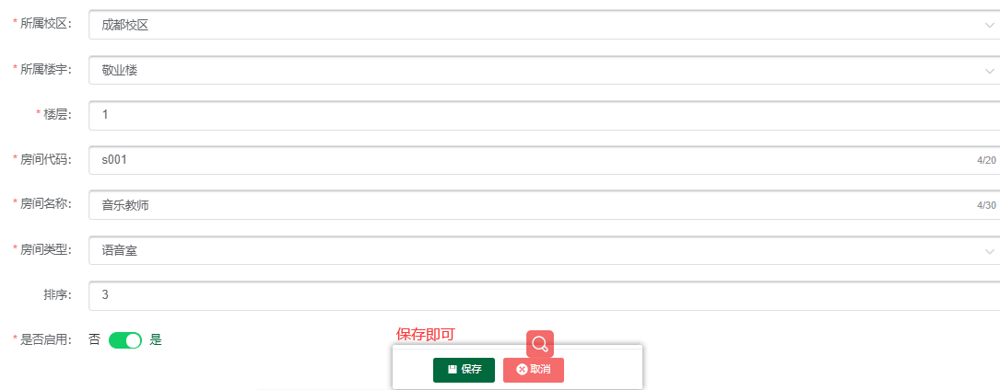 * 所属校区: 成都校区
* 所属楼宇: 敬业楼
* 楼层: 1
* 房间代码: s001 4/20
* 房间名称: 音乐教师 4/30
* 房间类型: 语音室
排序: 3
* 是否启用: 否 是
保存即可
保存 取消